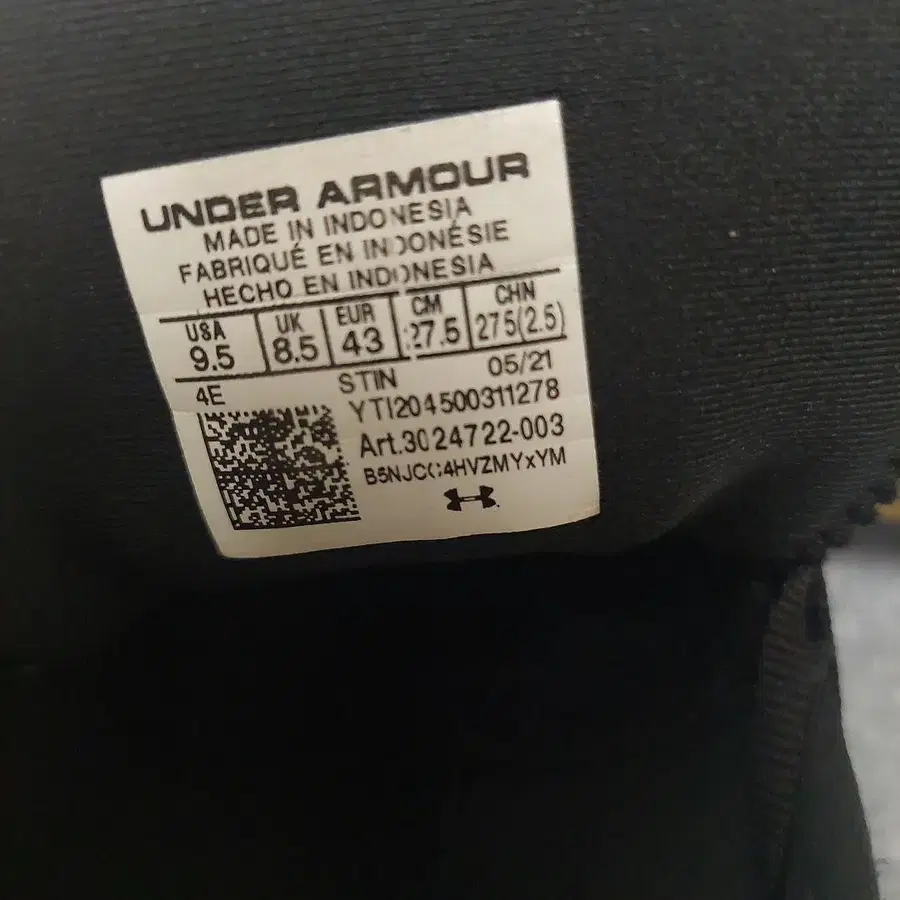 UNDER ARMOUR
MADE IN INDONESIA
FABRIQUÉ EN INDONÉSIE
HECHO EN INDONESIA
USA UK EUR CM CHN
9.5 8.5 43 27.5 275(2.5)
4E STIN 05/21
YTI204500311278
Art.3024722-003